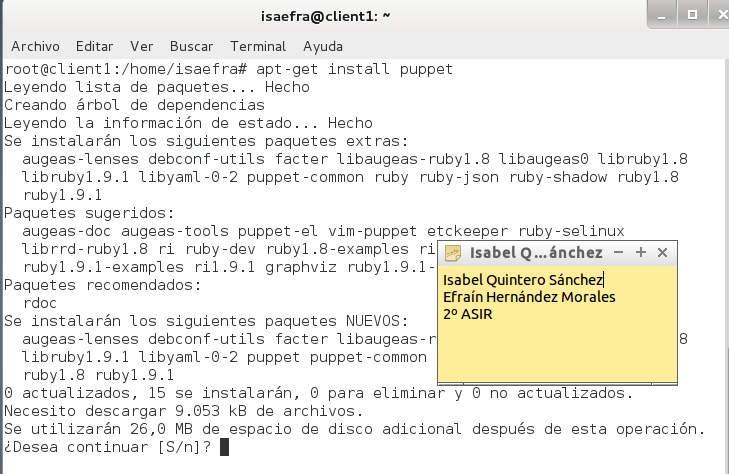 isaefra@client1: ~
Archivo Editar Ver Buscar Terminal Ayuda
root@client1:/home/isaefra# apt-get install puppet
Leyendo lista de paquetes... Hecho
Creando árbol de dependencias
Leyendo la información de estado... Hecho
Se instalarán los siguientes paquetes extras:
augeas-lenses debconf-utils facter libaugeas-ruby1.8 libaugeas0 libruby1.8
libruby1.9.1 libyaml-0-2 puppet-common ruby ruby-json ruby-shadow ruby1.8
ruby1.9.1
Paquetes sugeridos:
augeas-doc augeas-tools puppet-el vim-puppet etckeeper ruby-selinux
librrd-ruby1.8 ri ruby-dev ruby1.8-examples ri
ruby1.9.1-examples ri1.9.1 graphviz ruby1.9.1-
Paquetes recomendados:
rdoc
Se instalarán los siguientes paquetes NUEVOS:
augeas-lenses debconf-utils facter libaugeas-r 8
libruby1.9.1 libyaml-0-2 puppet puppet-common
ruby1.8 ruby1.9.1
0 actualizados, 15 se instalarán, 0 para eliminar y 0 no actualizados.
Necesito descargar 9.053 kB de archivos.
Se utilizarán 26,0 MB de espacio de disco adicional después de esta operación.
¿Desea continuar [S/n]?
Isabel Q...ánchez
Isabel Quintero Sánchez
Efraín Hernández Morales
2º ASIR